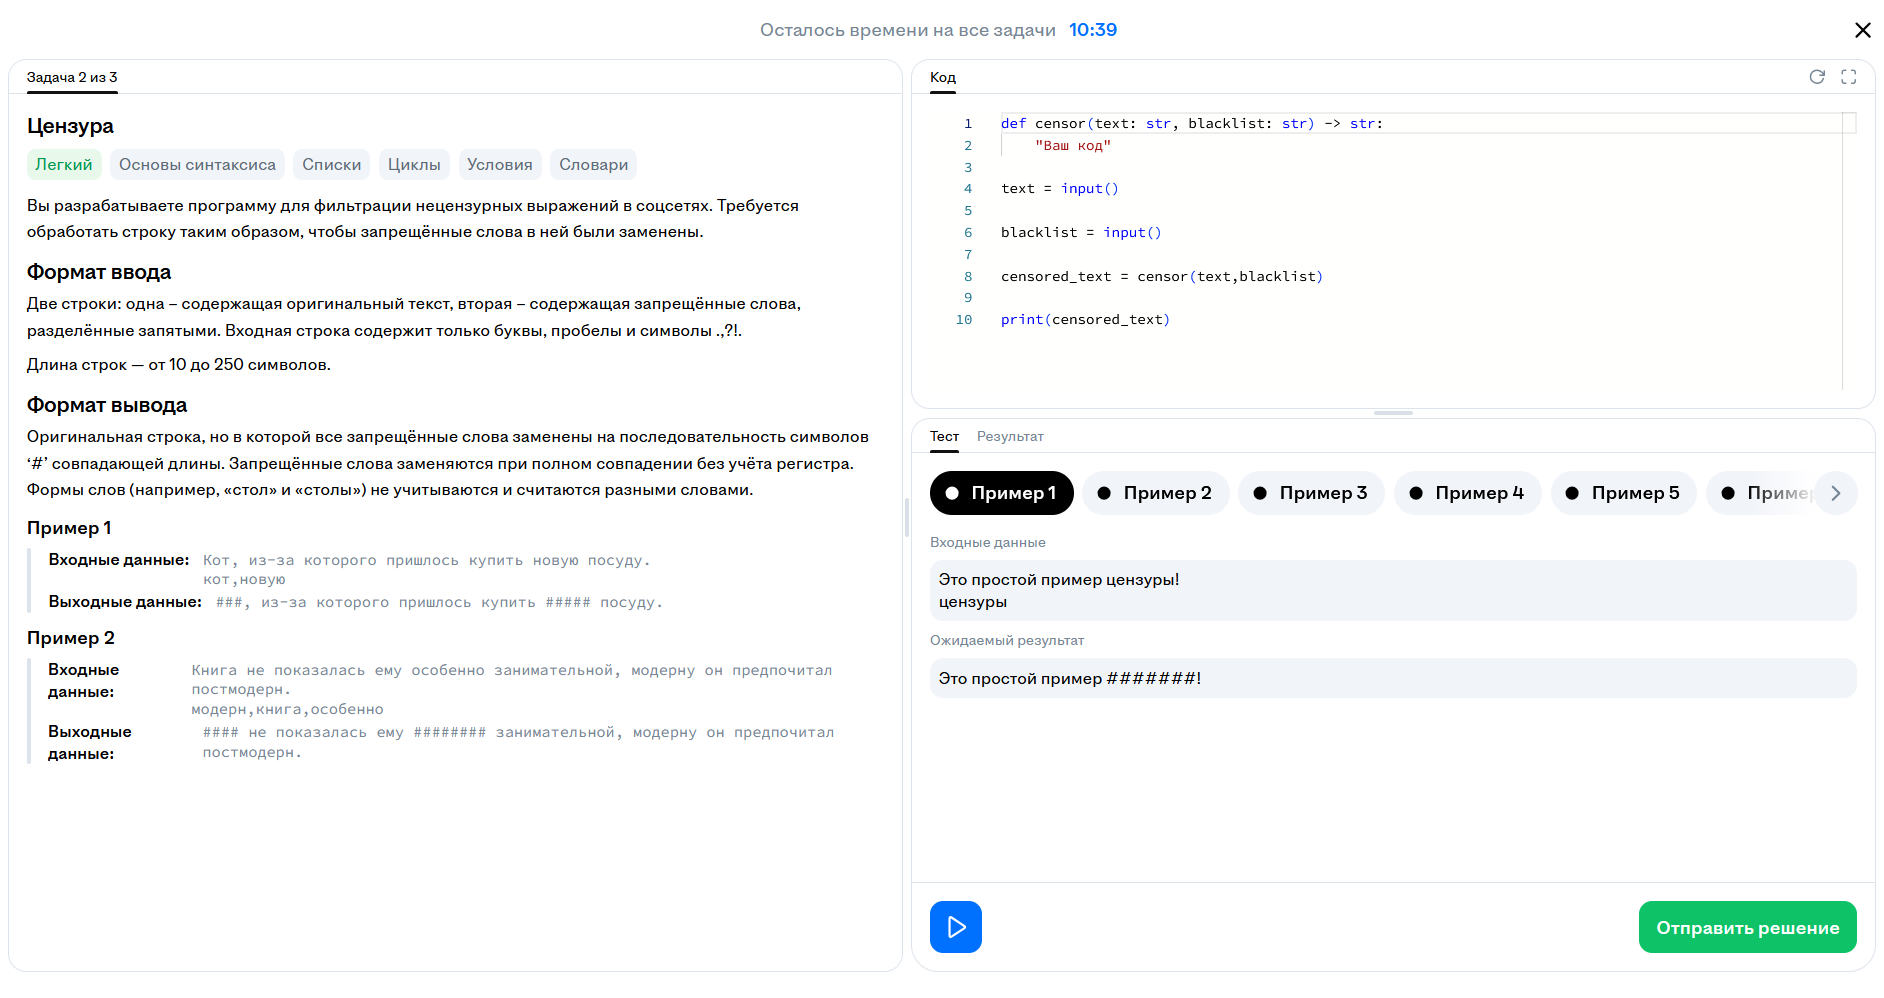 Осталось времени на все задачи 10:39
Задача 2 из 3
Цензура
Легкий Основы синтаксиса Списки Циклы Условия Словари
Вы разрабатываете программу для фильтрации нецензурных выражений в соцсетях. Требуется
обработать строку таким образом, чтобы запрещённые слова в ней были заменены.
Формат ввода
Две строки: одна – содержащая оригинальный текст, вторая – содержащая запрещённые слова,
разделённые запятыми. Входная строка содержит только буквы, пробелы и символы .,?!.
Длина строк — от 10 до 250 символов.
Формат вывода
Оригинальная строка, но в которой все запрещённые слова заменены на последовательность символов
‘#’ совпадающей длины. Запрещённые слова заменяются при полном совпадении без учёта регистра.
Формы слов (например, «стол» и «столы») не учитываются и считаются разными словами.
Пример 1
Входные данные: Кот, из-за которого пришлось купить новую посуду.
кот,новую
Выходные данные: ###, из-за которого пришлось купить ##### посуду.
Пример 2
Входные данные: Книга не показалась ему особенно занимательной, модерну он предпочитал
постмодерн.
модерн,книга,особенно
Выходные данные: #### не показалась ему ######## занимательной, модерну он предпочитал
постмодерн.
Код
1 def censor(text: str, blacklist: str) -> str:
2 "Ваш код"
3
4 text = input()
5
6 blacklist = input()
7
8 censored_text = censor(text,blacklist)
9
10 print(censored_text)
Тест Результат
Пример 1 Пример 2 Пример 3 Пример 4 Пример 5 Приме
Входные данные
Это простой пример цензуры!
цензуры
Ожидаемый результат
Это простой пример #######!
Отправить решение